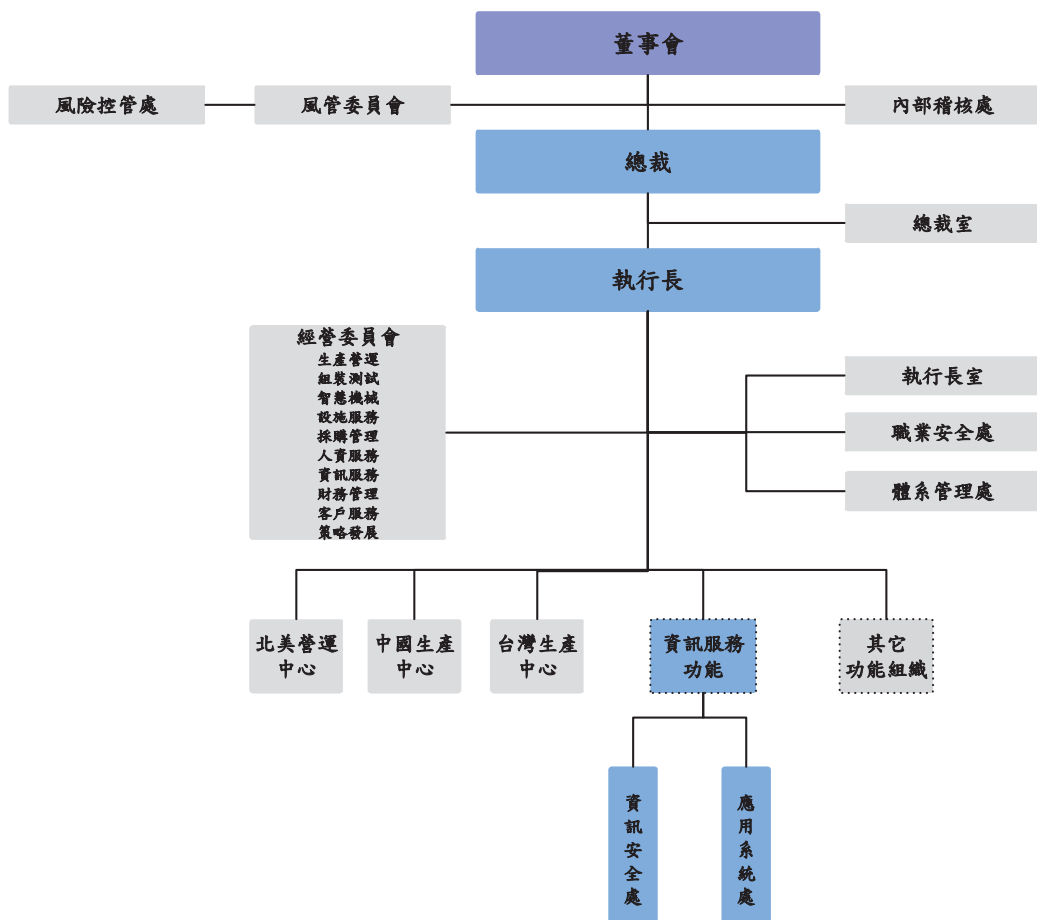 董事會
風險控管處
風管委員會
內部稽核處
總裁
總裁室
執行長
經營委員會
生產營運
組裝測試
智慧機械
設施服務
採購管理
人資服務
資訊服務
財務管理
客戶服務
策略發展
執行長室
職業安全處
體系管理處
北美營運
中心
中國生產
中心
台灣生產
中心
資訊服務
功能
其它
功能組織
資訊安全處
應用系統處